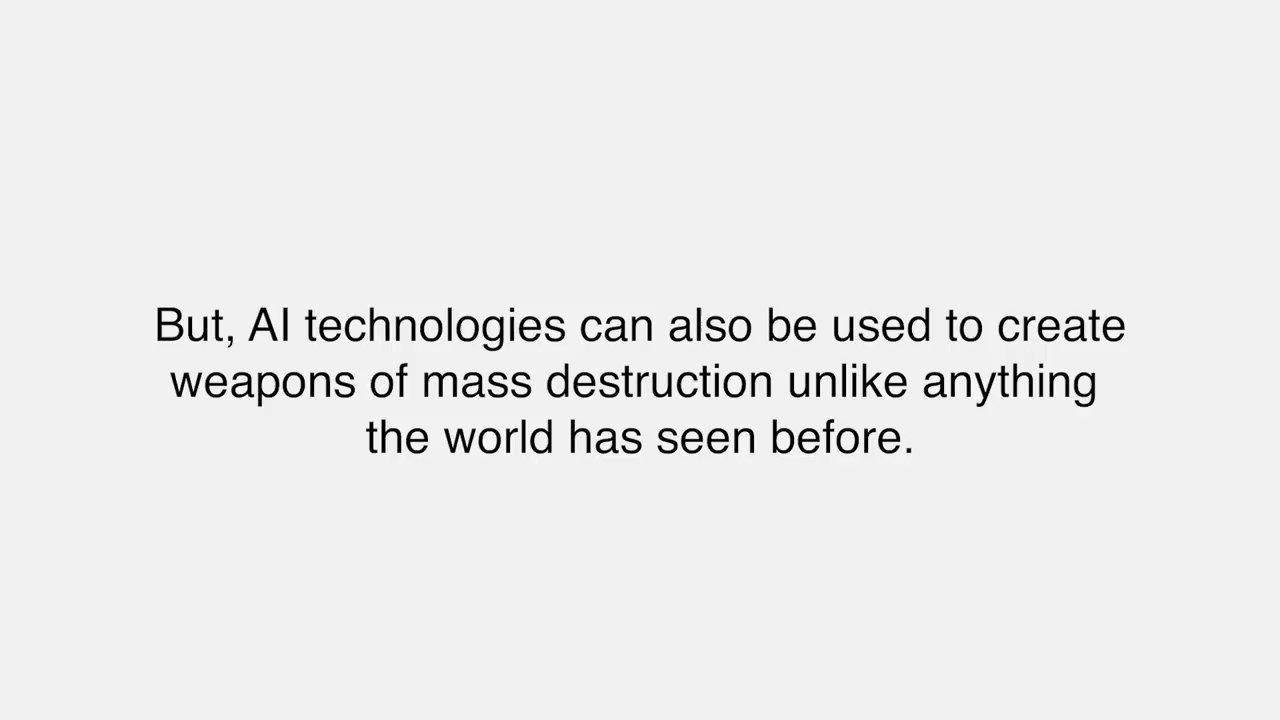 But, AI technologies can also be used to create
weapons of mass destruction unlike anything
the world has seen before.